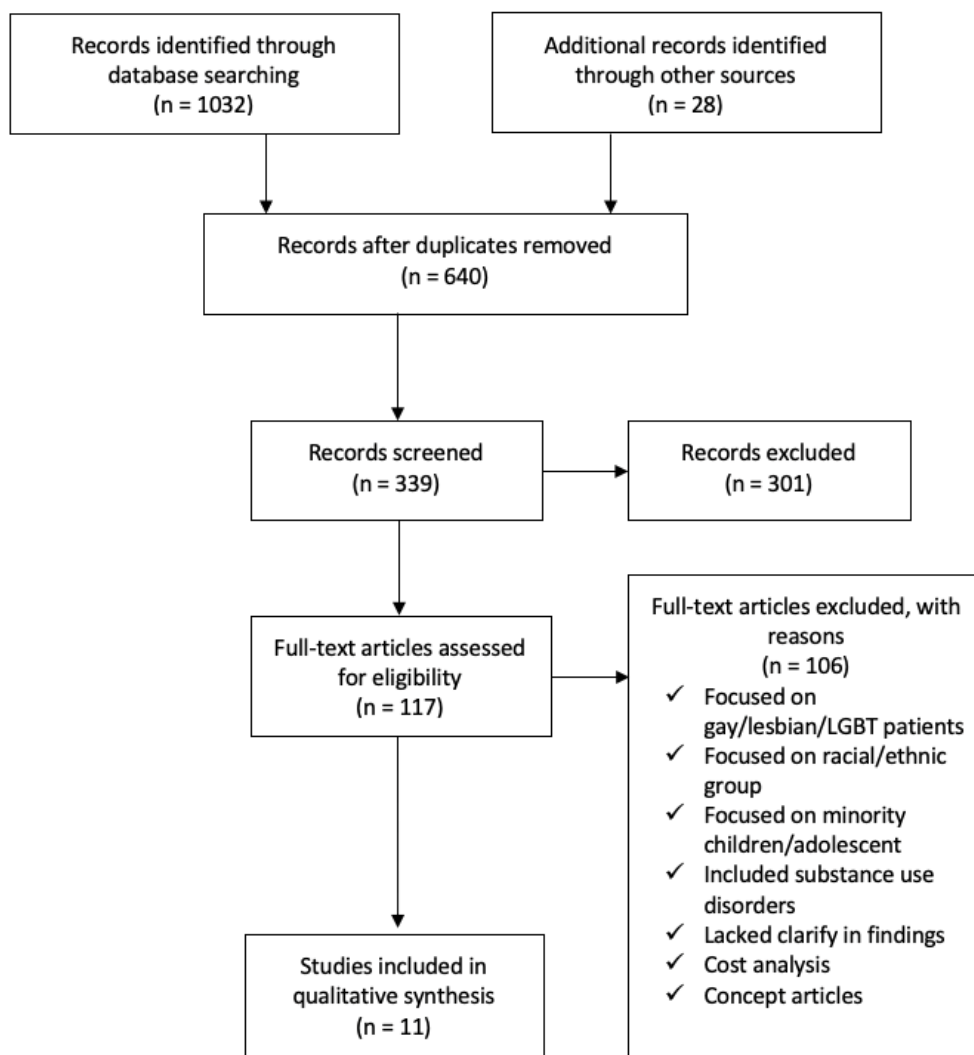 Records identified through
database searching
(n = 1032)
Additional records identified
through other sources
(n = 28)
Records after duplicates removed
(n = 640)
Records screened
(n = 339)
Records excluded
(n = 301)
Full-text articles assessed
for eligibility
(n = 117)
Full-text articles excluded, with
reasons
(n = 106)
✓ Focused on
gay/lesbian/LGBT patients
✓ Focused on racial/ethnic
group
✓ Focused on minority
children/adolescent
✓ Included substance use
disorders
✓ Lacked clarify in findings
✓ Cost analysis
✓ Concept articles
Studies included in
qualitative synthesis
(n = 11)